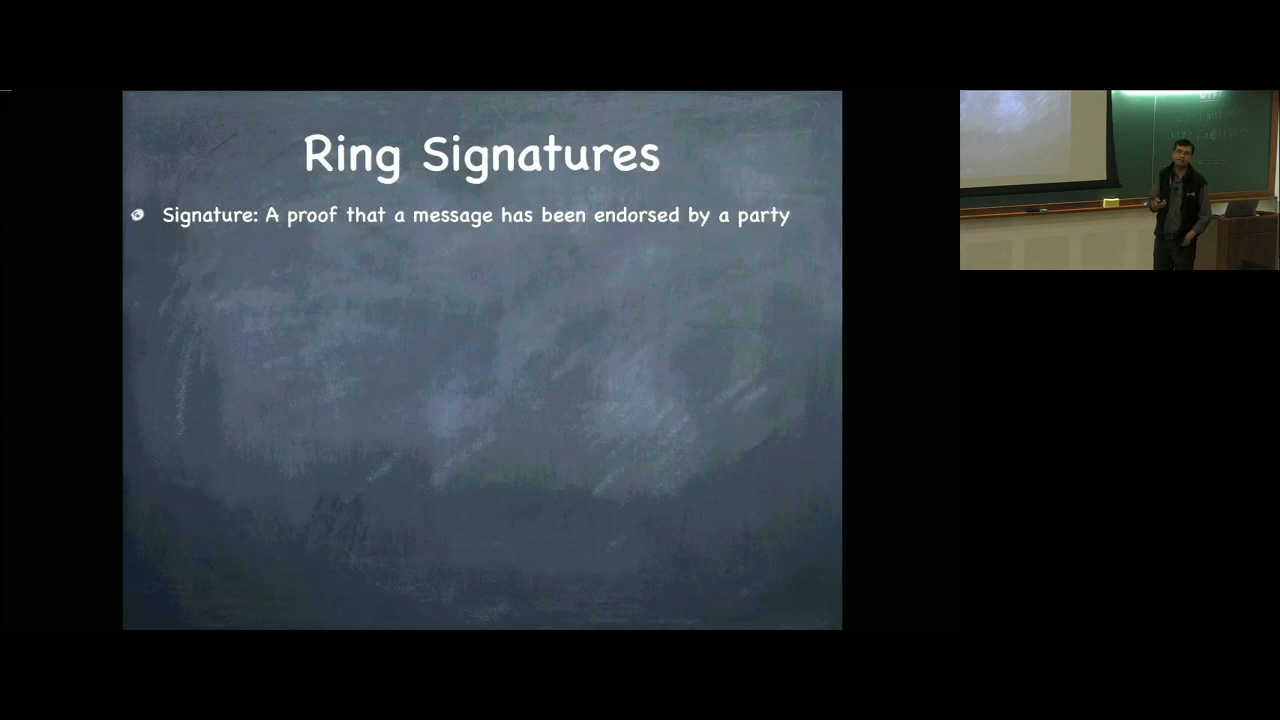 Ring Signatures
Signature: A proof that a message has been endorsed by a party